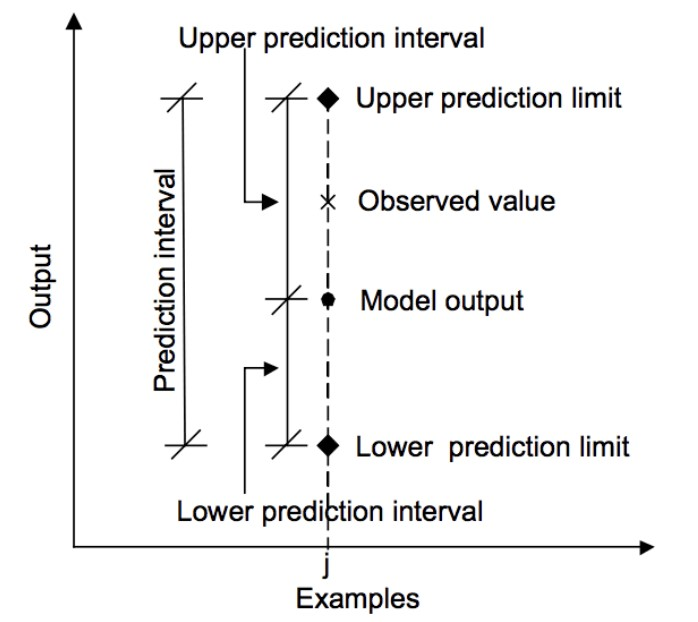 Upper prediction interval
Upper prediction limit
Observed value
Prediction interval
Output
Model output
Lower prediction limit
Lower prediction interval
j
Examples